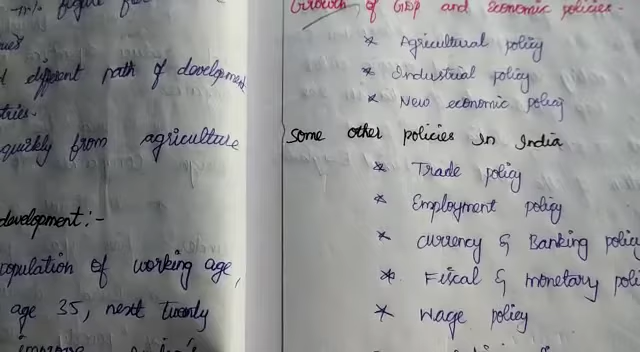 figure
different path of development
quickly from agriculture
development:-
population of working age,
age 35, next twenty
improve
Growth of GDP and Economic policies -
* Agricultural policy
* Industrial policy
* New economic policy
Some other policies In India
* Trade policy
* Employment policy
* Currency & Banking policy
* Fiscal & monetary poli
* Wage policy